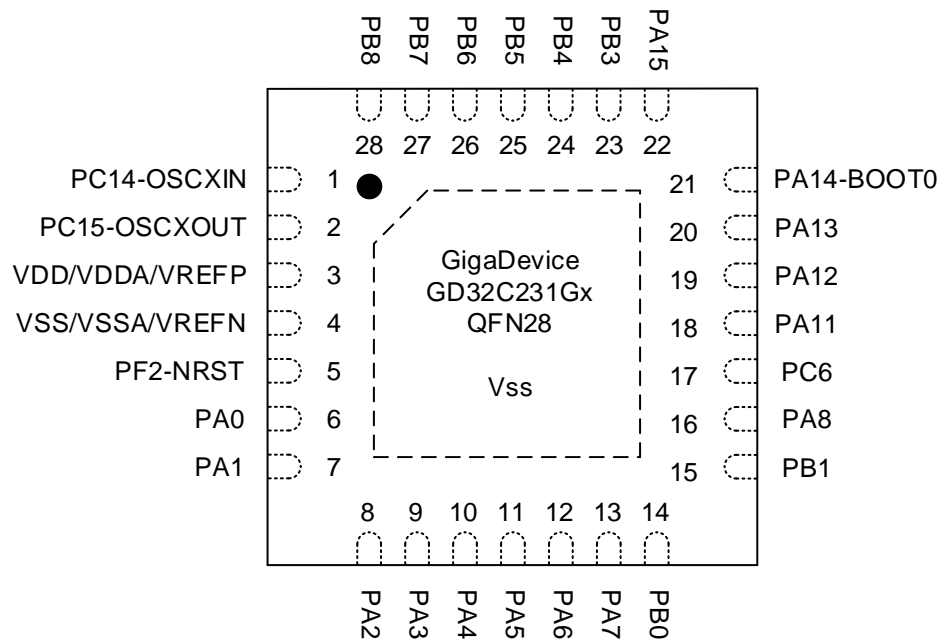 PB8 PB7 PB6 PB5 PB4 PB3 PA15
28 27 26 25 24 23 22
PC14-OSCXIN 1 21 PA14-BOOT0
PC15-OSCXOUT 2 20 PA13
VDD/VDDA/VREFP 3 19 PA12
VSS/VSSA/VREFN 4 18 PA11
PF2-NRST 5 17 PC6
PA0 6 16 PA8
PA1 7 15 PB1
GigaDevice
GD32C231Gx
QFN28
Vss
8 9 10 11 12 13 14
PA2 PA3 PA4 PA5 PA6 PA7 PB0